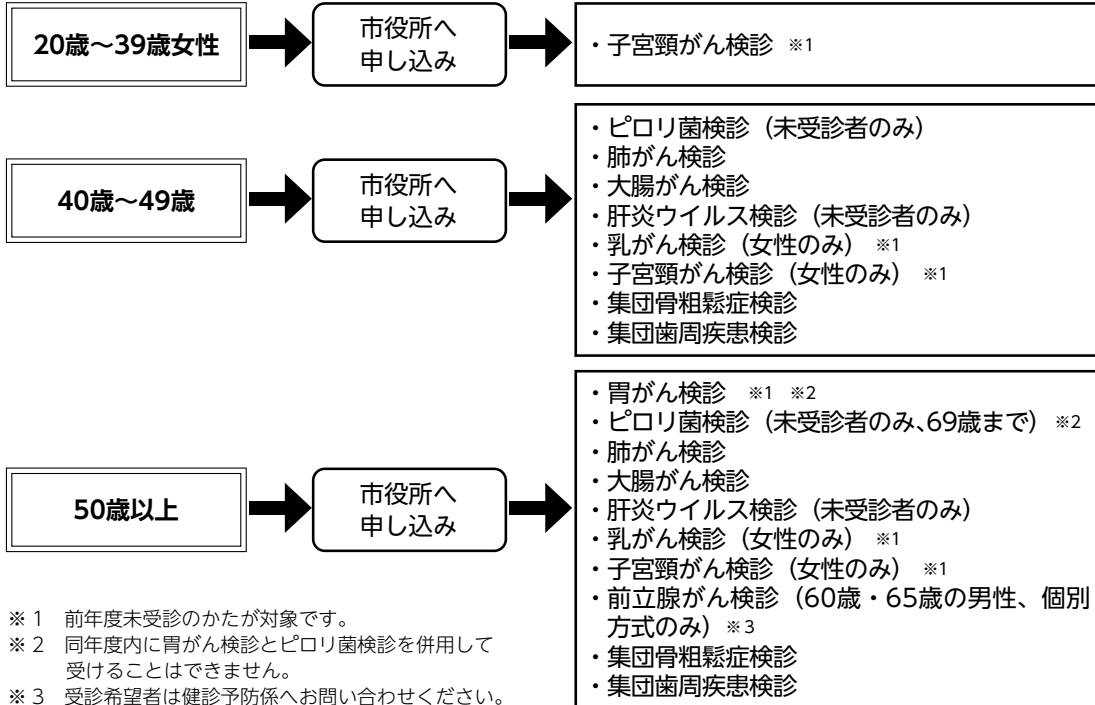 20歳～39歳女性
市役所へ
申し込み
・子宮頸がん検診 ※1
40歳～49歳
市役所へ
申し込み
・ピロリ菌検診（未受診者のみ）
・肺がん検診
・大腸がん検診
・肝炎ウイルス検診（未受診者のみ）
・乳がん検診（女性のみ） ※1
・子宮頸がん検診（女性のみ） ※1
・集団骨粗鬆症検診
・集団歯周疾患検診
50歳以上
市役所へ
申し込み
・胃がん検診 ※1 ※2
・ピロリ菌検診（未受診者のみ、69歳まで） ※2
・肺がん検診
・大腸がん検診
・肝炎ウイルス検診（未受診者のみ）
・乳がん検診（女性のみ） ※1
・子宮頸がん検診（女性のみ） ※1
・前立腺がん検診（60歳・65歳の男性、個別
方式のみ）※3
・集団骨粗鬆症検診
・集団歯周疾患検診
※1 前年度未受診のかたが対象です。
※2 同年度内に胃がん検診とピロリ菌検診を併用して
受けることはできません。
※3 受診希望者は健診予防係へお問い合わせください。